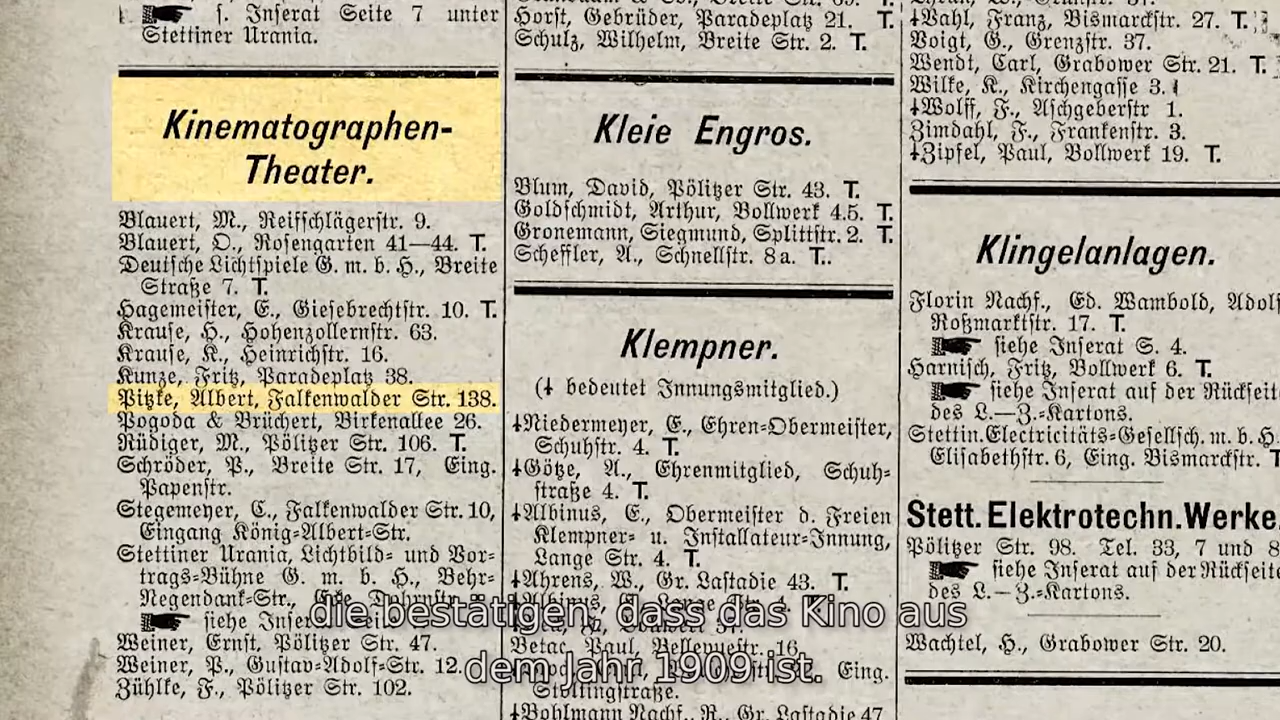 ☛ s. Inserat Seite 7 unter
Stettiner Urania.
Kinematographen-
Theater.
Blauert, M., Reifschlägerstr. 9.
Blauert, O., Rosengarten 41—44. T.
Deutsche Lichtspiele G. m. b. H., Breite
Straße 7. T.
Hagemeister, E., Giesebrechtstr. 10. T.
Krause, H., Hohenzollernstr. 63.
Krause, K., Heinrichstr. 16.
Kunze, Fritz, Paradeplatz 38.
Pitzke, Albert, Falkenwalder Str. 138.
Pogoda & Brüchert, Birkenallee 26.
Rüdiger, M., Pölitzer Str. 106. T.
Schröder, P., Breite Str. 17, Eing.
Papenstr.
Stegemeyer, C., Falkenwalder Str. 10,
Eingang König-Albert-Str.
Stettiner Urania, Lichtbild- und Vor-
trags-Bühne G. m. b. H., Behr-
Negendank-Str.,
☛ siehe
Weiner, Ernst, Pölitzer Str. 47.
Weiner, P., Gustav-Adolf-Str. 12.
Zühlke, F., Pölitzer Str. 102.
Horst, Gebrüder, Paradeplatz 21. T.
Schulz, Wilhelm, Breite Str. 2. T.
Kleie Engros.
Blum, David, Pölitzer Str. 43. T.
Goldschmidt, Arthur, Bollwerk 4.5. T.
Gronemann, Siegmund, Splittstr. 2. T.
Scheffler, A., Schnellstr. 8a. T..
Klempner.
(⸸ bedeutet Innungsmitglied.)
⸸Niedermeyer, E., Ehren-Obermeister,
Schuhstr. 4. T.
⸸Götze, A., Ehrenmitglied, Schuh-
straße 4. T.
⸸Albinus, E., Obermeister d. Freien
Klempner- u. Installateur-Innung,
Lange Str. 4. T.
⸸Ahrens, W., Gr. Lastadie 43. T.
Betac, Paul, Bellevuestr. 16
Eing.
Stoltingstraße.
⸸Bohlmann Nachf., R., Gr. Lastadie 47
⸸Vahl, Franz, Bismarckstr. 27. T.
Voigt, G., Grenzstr. 37.
Wendt, Carl, Grabower Str. 21. T.
Wilke, K., Kirchengasse 3.
⸸Wolff, F., Aschgeberstr 1.
Zimdahl, F., Frankenstr. 3.
⸸Zipfel, Paul, Bollwerk 19. T.
Klingelanlagen.
Florin Nachf., Ed. Wambold, Adolf
Roßmarktstr. 17. T.
☛ siehe Inserat S. 4.
Harnisch, Fritz, Bollwerk 6. T.
☛ siehe Inserat auf der Rückseite
des L.—Z.-Kartons.
Stettin. Electricitäts-Gesellsch. m. b. H.
Elisabethstr. 6, Eing. Bismarckstr. T
Stett. Elektrotechn. Werke
Pölitzer Str. 98. Tel. 33, 7 und 8
☛ siehe Inserat auf der Rückseite
des L.—Z.-Kartons.
Wachtel, H., Grabower Str. 20.
die bestätigen, dass das Kino aus
dem Jahr 1909 ist.